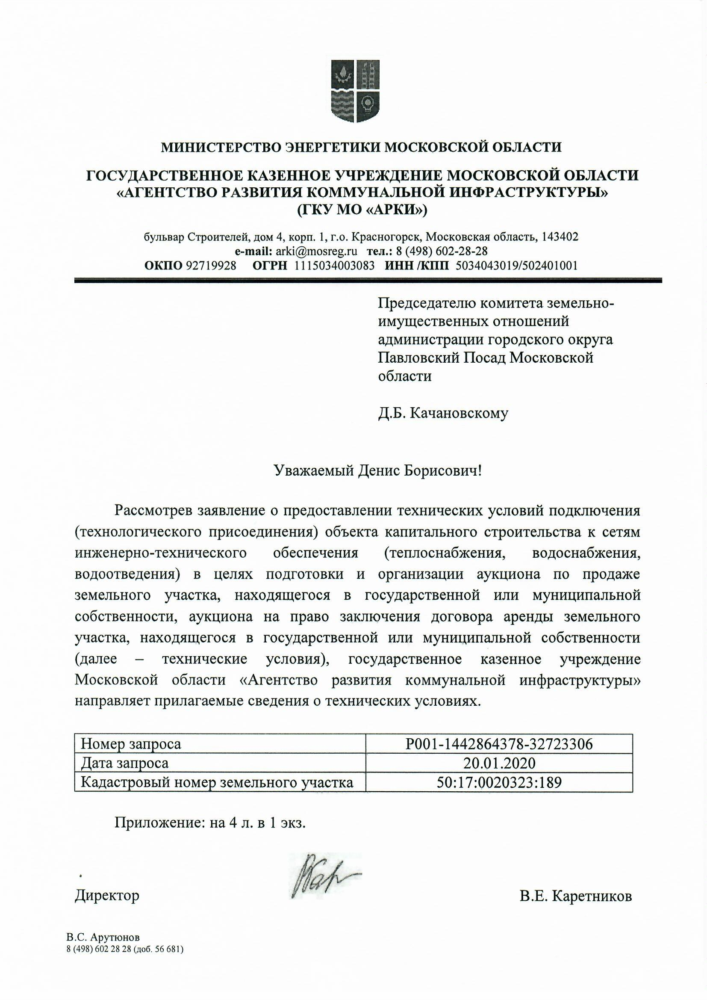 МИНИСТЕРСТВО ЭНЕРГЕТИКИ МОСКОВСКОЙ ОБЛАСТИ
ГОСУДАРСТВЕННОЕ КАЗЕННОЕ УЧРЕЖДЕНИЕ МОСКОВСКОЙ ОБЛАСТИ
«АГЕНТСТВО РАЗВИТИЯ КОММУНАЛЬНОЙ ИНФРАСТРУКТУРЫ»
(ГКУ МО «АРКИ»)
бульвар Строителей, дом 4, корп. 1, г.о. Красногорск, Московская область, 143402
e-mail: arki@mosreg.ru тел.: 8 (498) 602-28-28
ОКПО 92719928 ОГРН 1115034003083 ИНН /КПП 5034043019/502401001
Председателю комитета земельно-
имущественных отношений
администрации городского округа
Павловский Посад Московской
области
Д.Б. Качановскому
Уважаемый Денис Борисович!
Рассмотрев заявление о предоставлении технических условий подключения
(технологического присоединения) объекта капитального строительства к сетям
инженерно-технического обеспечения (теплоснабжения, водоснабжения,
водоотведения) в целях подготовки и организации аукциона по продаже
земельного участка, находящегося в государственной или муниципальной
собственности, аукциона на право заключения договора аренды земельного
участка, находящегося в государственной или муниципальной собственности
(далее – технические условия), государственное казенное учреждение
Московской области «Агентство развития коммунальной инфраструктуры»
направляет прилагаемые сведения о технических условиях.
Номер запроса P001-1442864378-32723306
Дата запроса 20.01.2020
Кадастровый номер земельного участка 50:17:0020323:189
Приложение: на 4 л. в 1 экз.
Директор В.Е. Каретников
В.С. Арутюнов
8 (498) 602 28 28 (доб. 56 681)